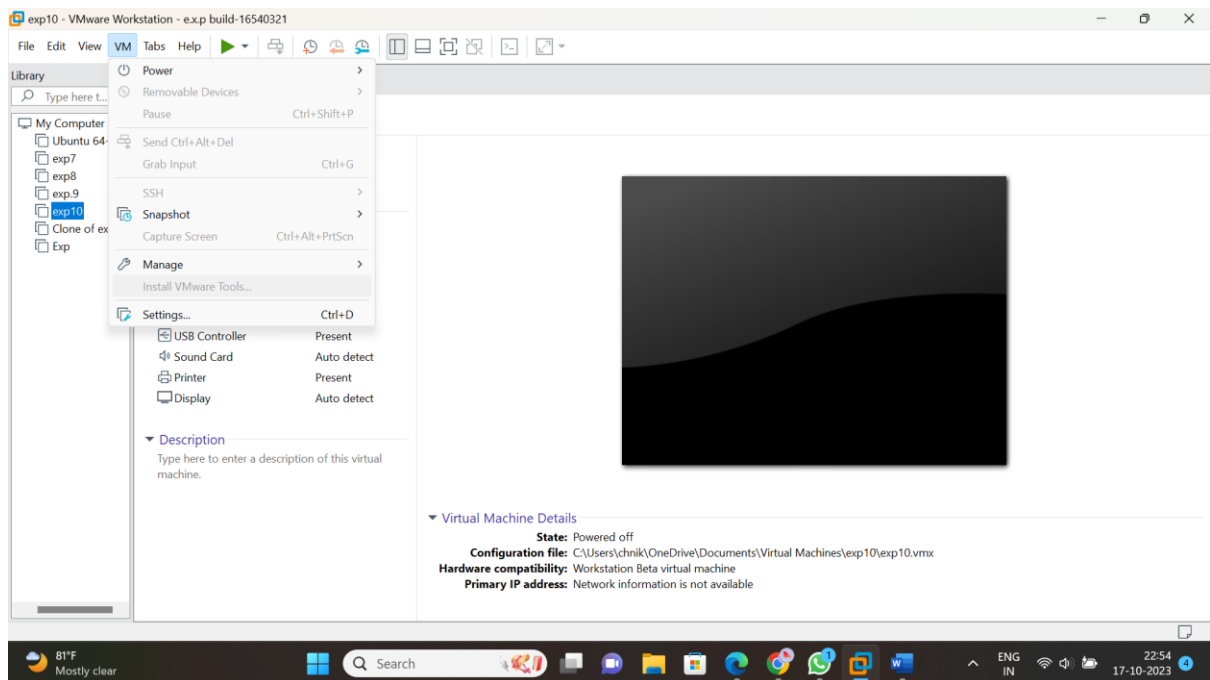 exp10 - VMware Workstation - e.x.p build-16540321
File Edit View VM Tabs Help
Library
Type here t...
My Computer
Ubuntu 64-
exp7
exp8
exp.9
exp10
Clone of ex
Exp
Power
Removable Devices
Pause Ctrl+Shift+P
Send Ctrl+Alt+Del
Grab Input Ctrl+G
SSH
Snapshot
Capture Screen Ctrl+Alt+PrtScn
Manage
Install VMware Tools...
Settings... Ctrl+D
USB Controller Present
Sound Card Auto detect
Printer Present
Display Auto detect
Description
Type here to enter a description of this virtual
machine.
Virtual Machine Details
State: Powered off
Configuration file: C:\Users\chnik\OneDrive\Documents\Virtual Machines\exp10\exp10.vmx
Hardware compatibility: Workstation Beta virtual machine
Primary IP address: Network information is not available
81°F
Mostly clear
Search
1
ENG
IN
22:54
17-10-2023
4